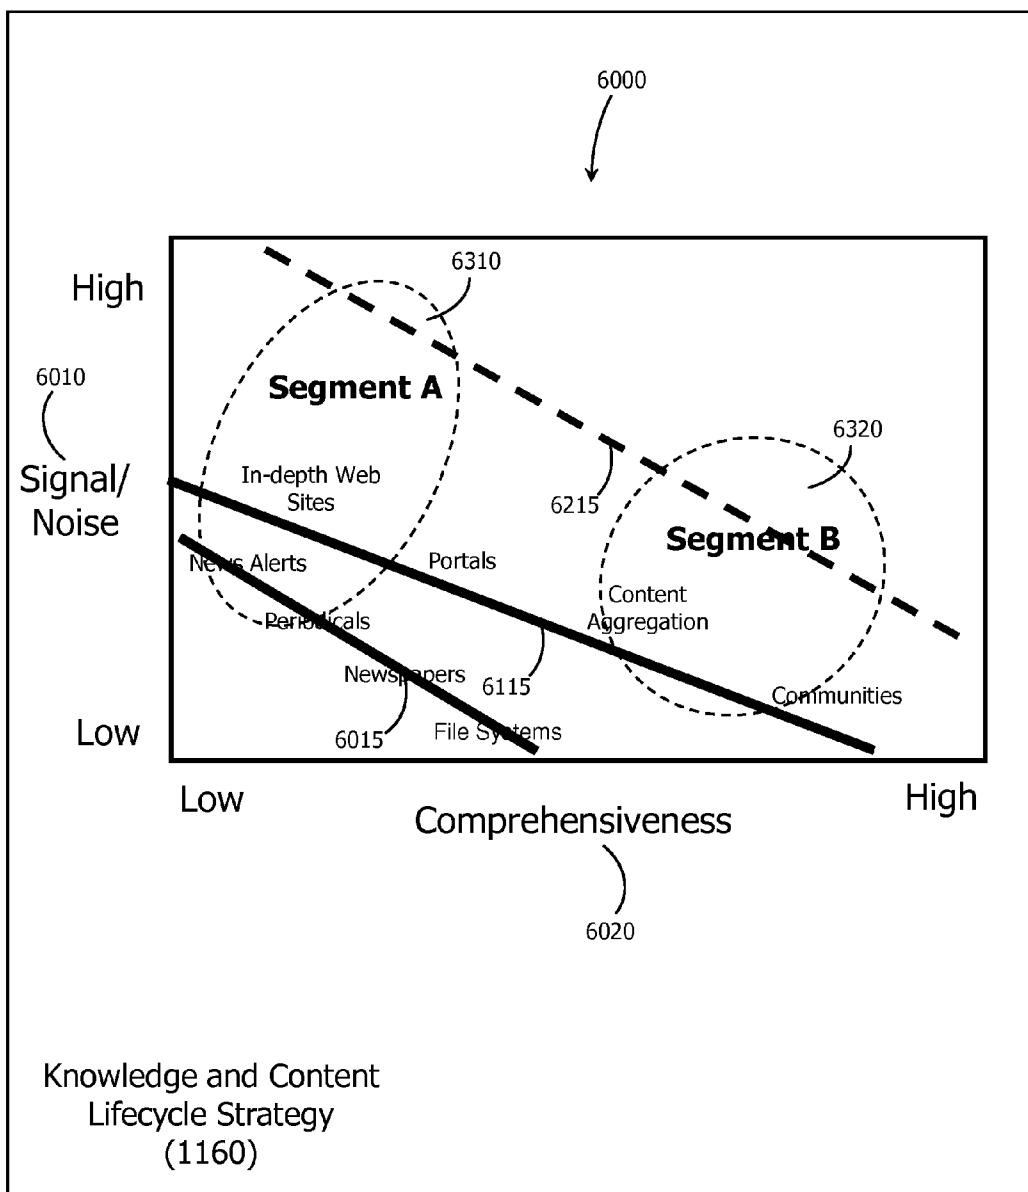 6000
6310
High
6010
Segment A
6320
Signal/
Noise
In-depth Web
Sites
6215
Segment B
News Alerts
Portals
Content
Aggregation
Periodicals
Newspapers
6115
Communities
6015
File Systems
Low
Low
High
Comprehensiveness
6020
Knowledge and Content
Lifecycle Strategy
(1160)